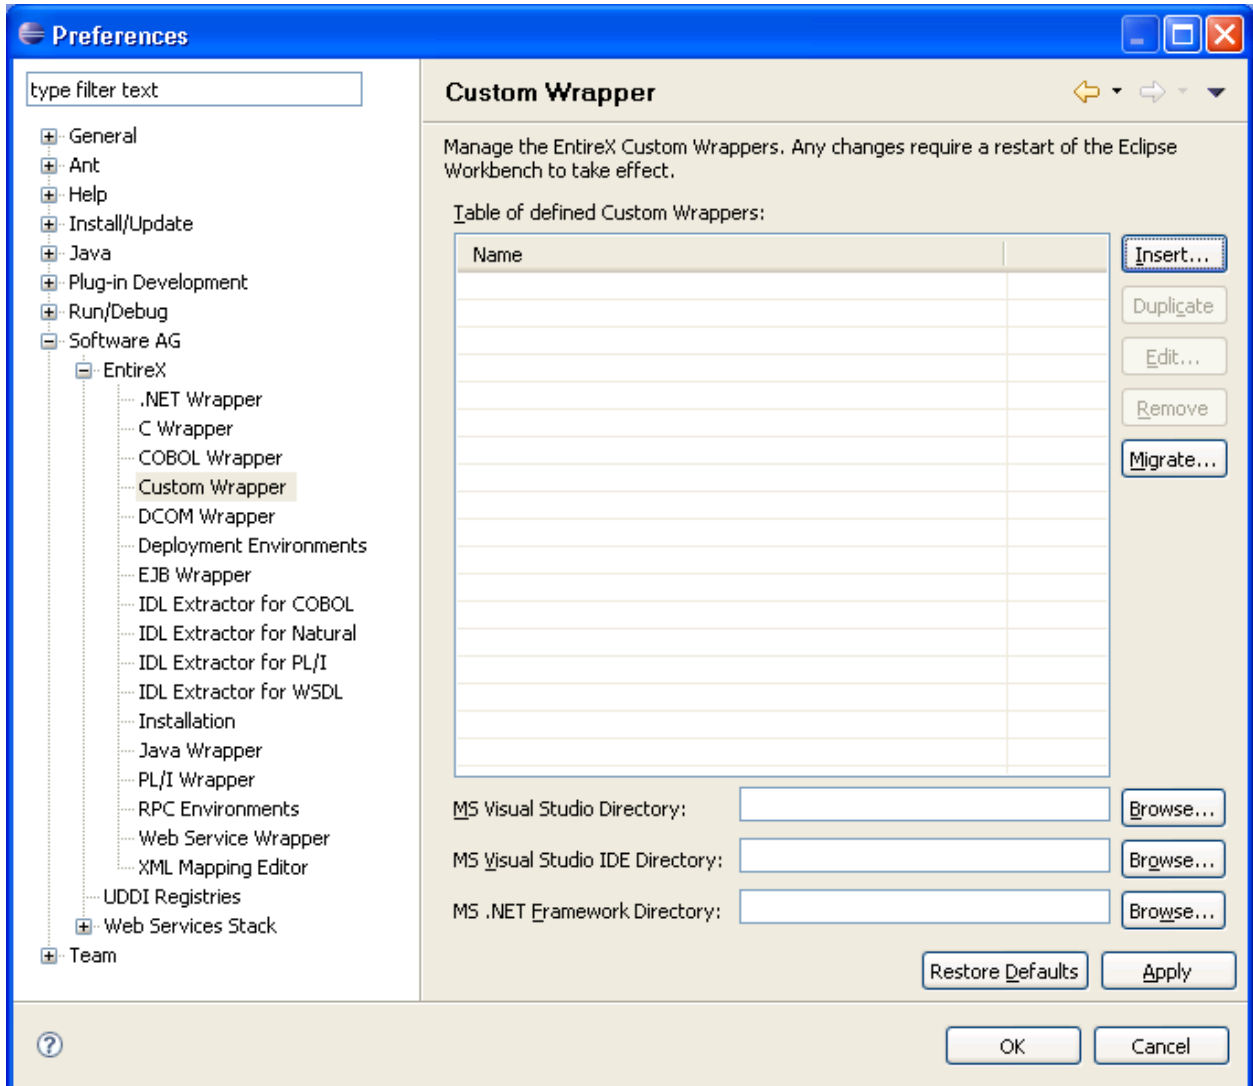 Preferences
type filter text
General
Ant
Help
Install/Update
Java
Plug-in Development
Run/Debug
Software AG
EntireX
.NET Wrapper
C Wrapper
COBOL Wrapper
Custom Wrapper
DCOM Wrapper
Deployment Environments
EJB Wrapper
IDL Extractor for COBOL
IDL Extractor for Natural
IDL Extractor for PL/I
IDL Extractor for WSDL
Installation
Java Wrapper
PL/I Wrapper
RPC Environments
Web Service Wrapper
XML Mapping Editor
UDDI Registries
Web Services Stack
Team
Custom Wrapper
Manage the EntireX Custom Wrappers. Any changes require a restart of the Eclipse
Workbench to take effect.
Table of defined Custom Wrappers:
Name
Insert...
Duplicate
Edit...
Remove
Migrate...
MS Visual Studio Directory:
Browse...
MS Visual Studio IDE Directory:
Browse...
MS .NET Framework Directory:
Browse...
Restore Defaults
Apply
?
OK
Cancel